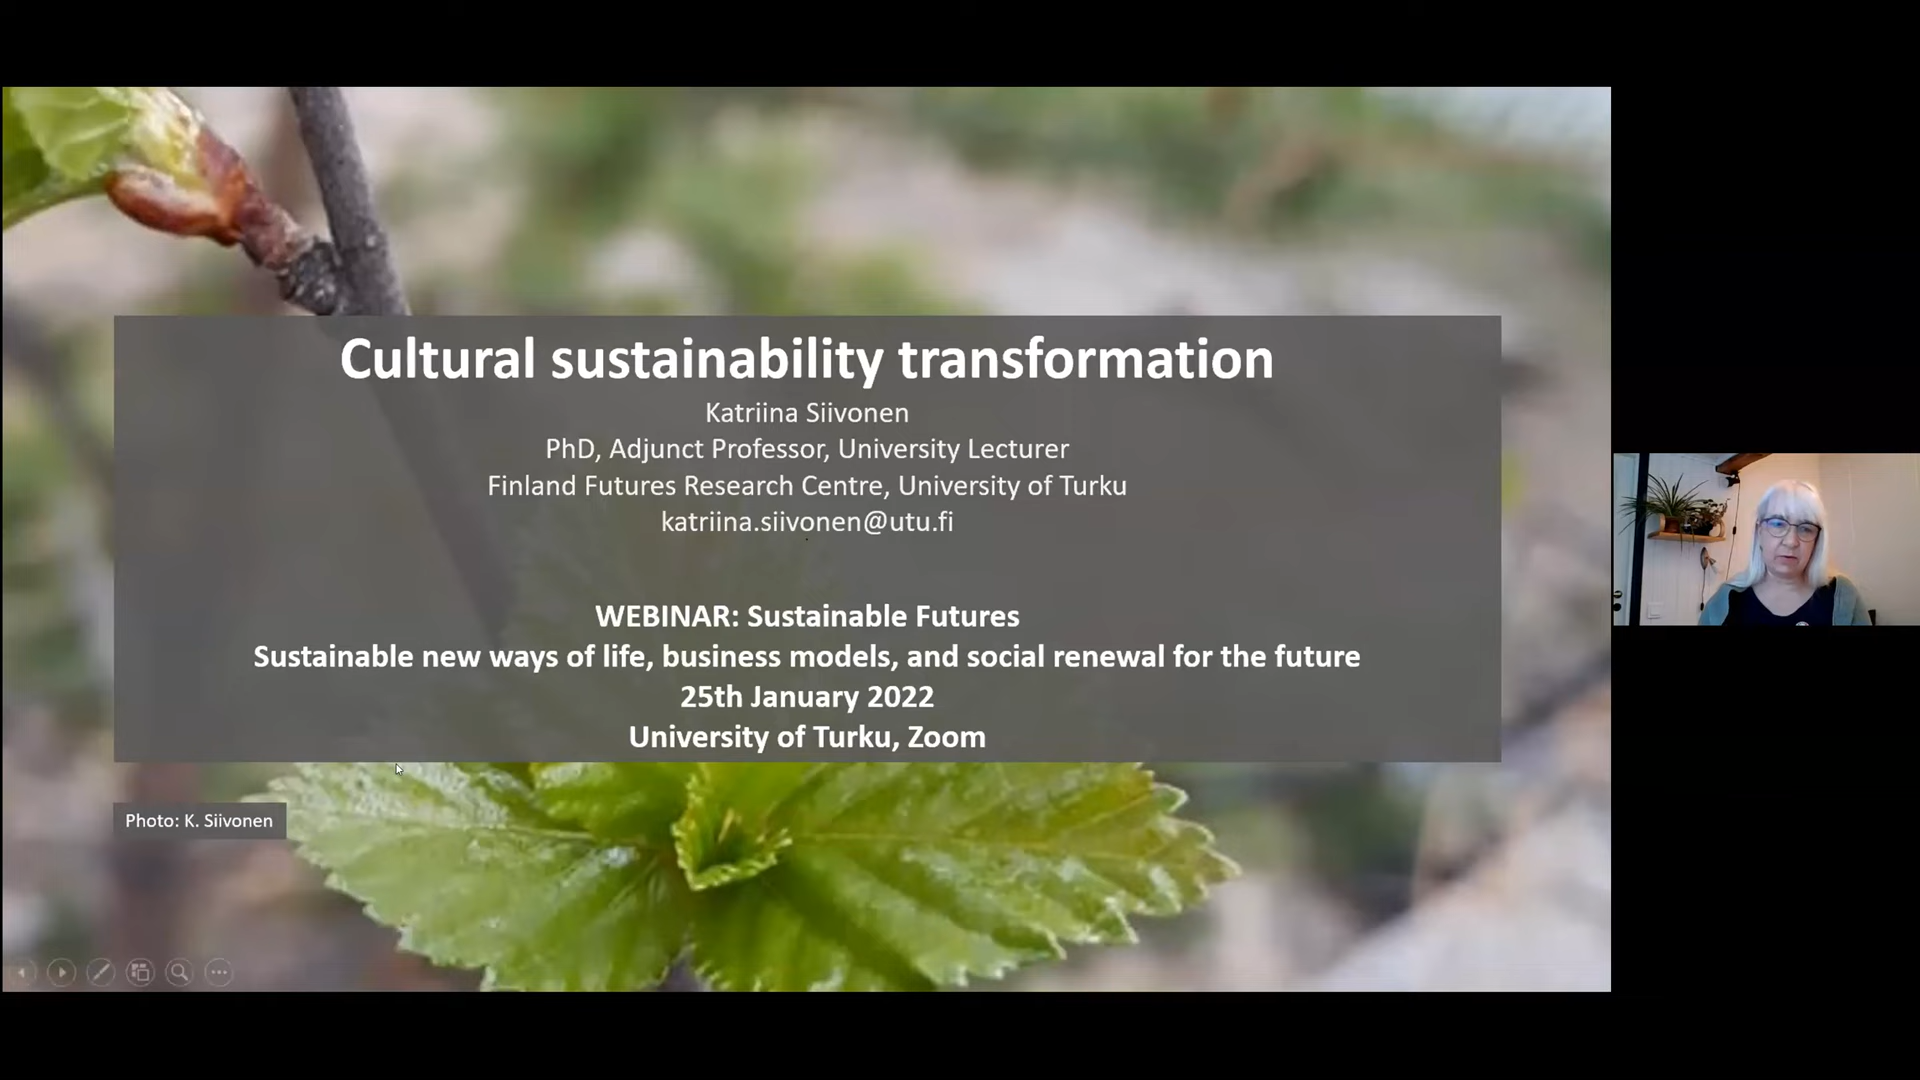 Cultural sustainability transformation
Katriina Siivonen
PhD, Adjunct Professor, University Lecturer
Finland Futures Research Centre, University of Turku
katriina.siivonen@utu.fi
WEBINAR: Sustainable Futures
Sustainable new ways of life, business models, and social renewal for the future
25th January 2022
University of Turku, Zoom
Photo: K. Siivonen